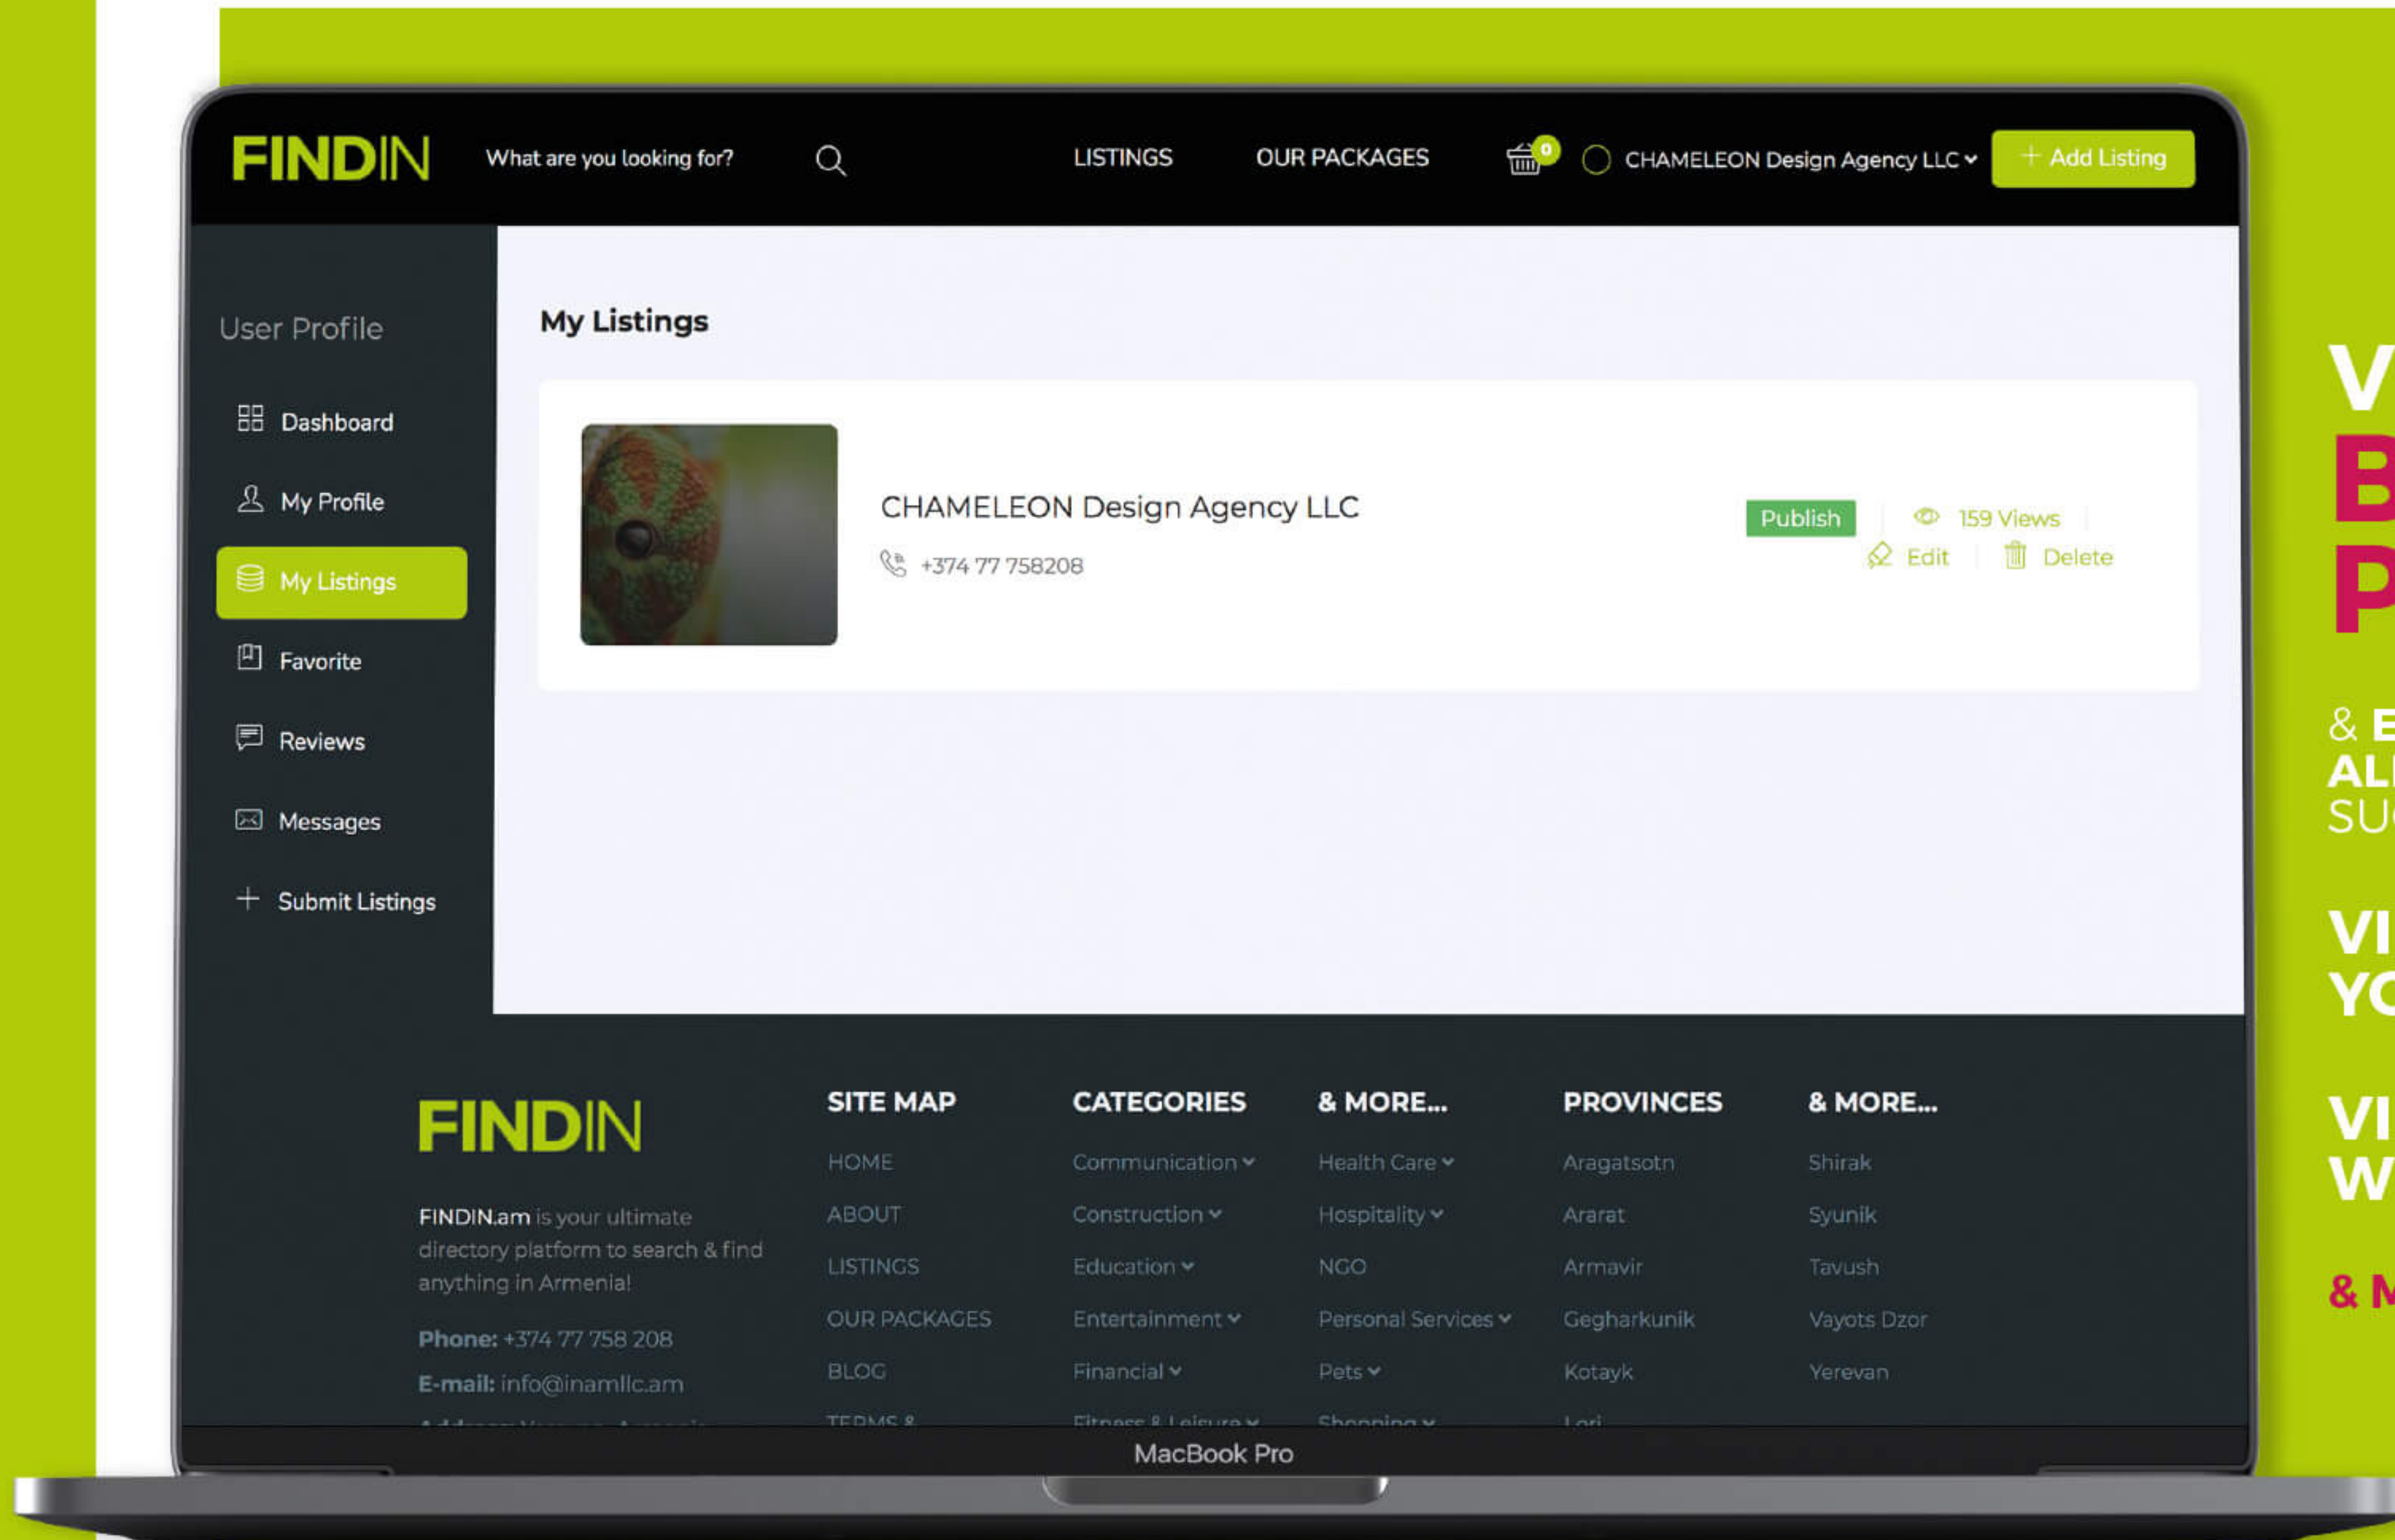 FINDIN
What are you looking for?
LISTINGS
OUR PACKAGES
0
CHAMELEON Design Agency LLC
+ Add Listing
User Profile
Dashboard
My Profile
My Listings
Favorite
Reviews
Messages
Submit Listings
My Listings
CHAMELEON Design Agency LLC
+374 77 758208
Publish
159 Views
Edit
Delete
FINDIN
FINDIN.am is your ultimate
directory platform to search & find
anything in Armenia!
Phone: +374 77 758 208
E-mail: info@inamllc.am
SITE MAP
HOME
ABOUT
LISTINGS
OUR PACKAGES
BLOG
TERMS &
CATEGORIES
Communication
Construction
Education
Entertainment
Financial
Fitness & Leisure
& MORE...
Health Care
Hospitality
NGO
Personal Services
Pets
Shopping
PROVINCES
Aragatsotn
Ararat
Armavir
Gegharkunik
Kotayk
Lori
& MORE...
Shirak
Syunik
Tavush
Vayots Dzor
Yerevan
MacBook Pro